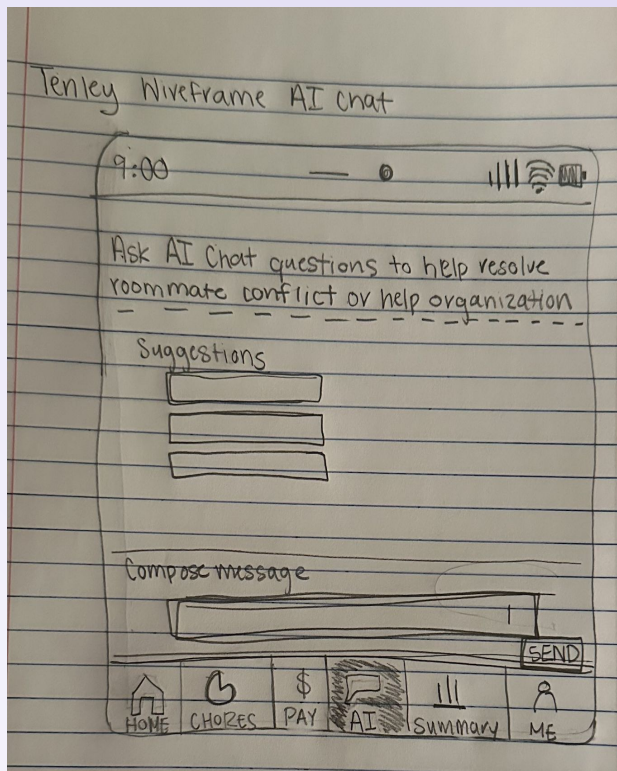 Tenley Wireframe AI chat
9:00
Ask AI Chat questions to help resolve
roommate conflict or help organization
Suggestions
Compose message
SEND
$
HOME CHORES PAY AI Summary ME